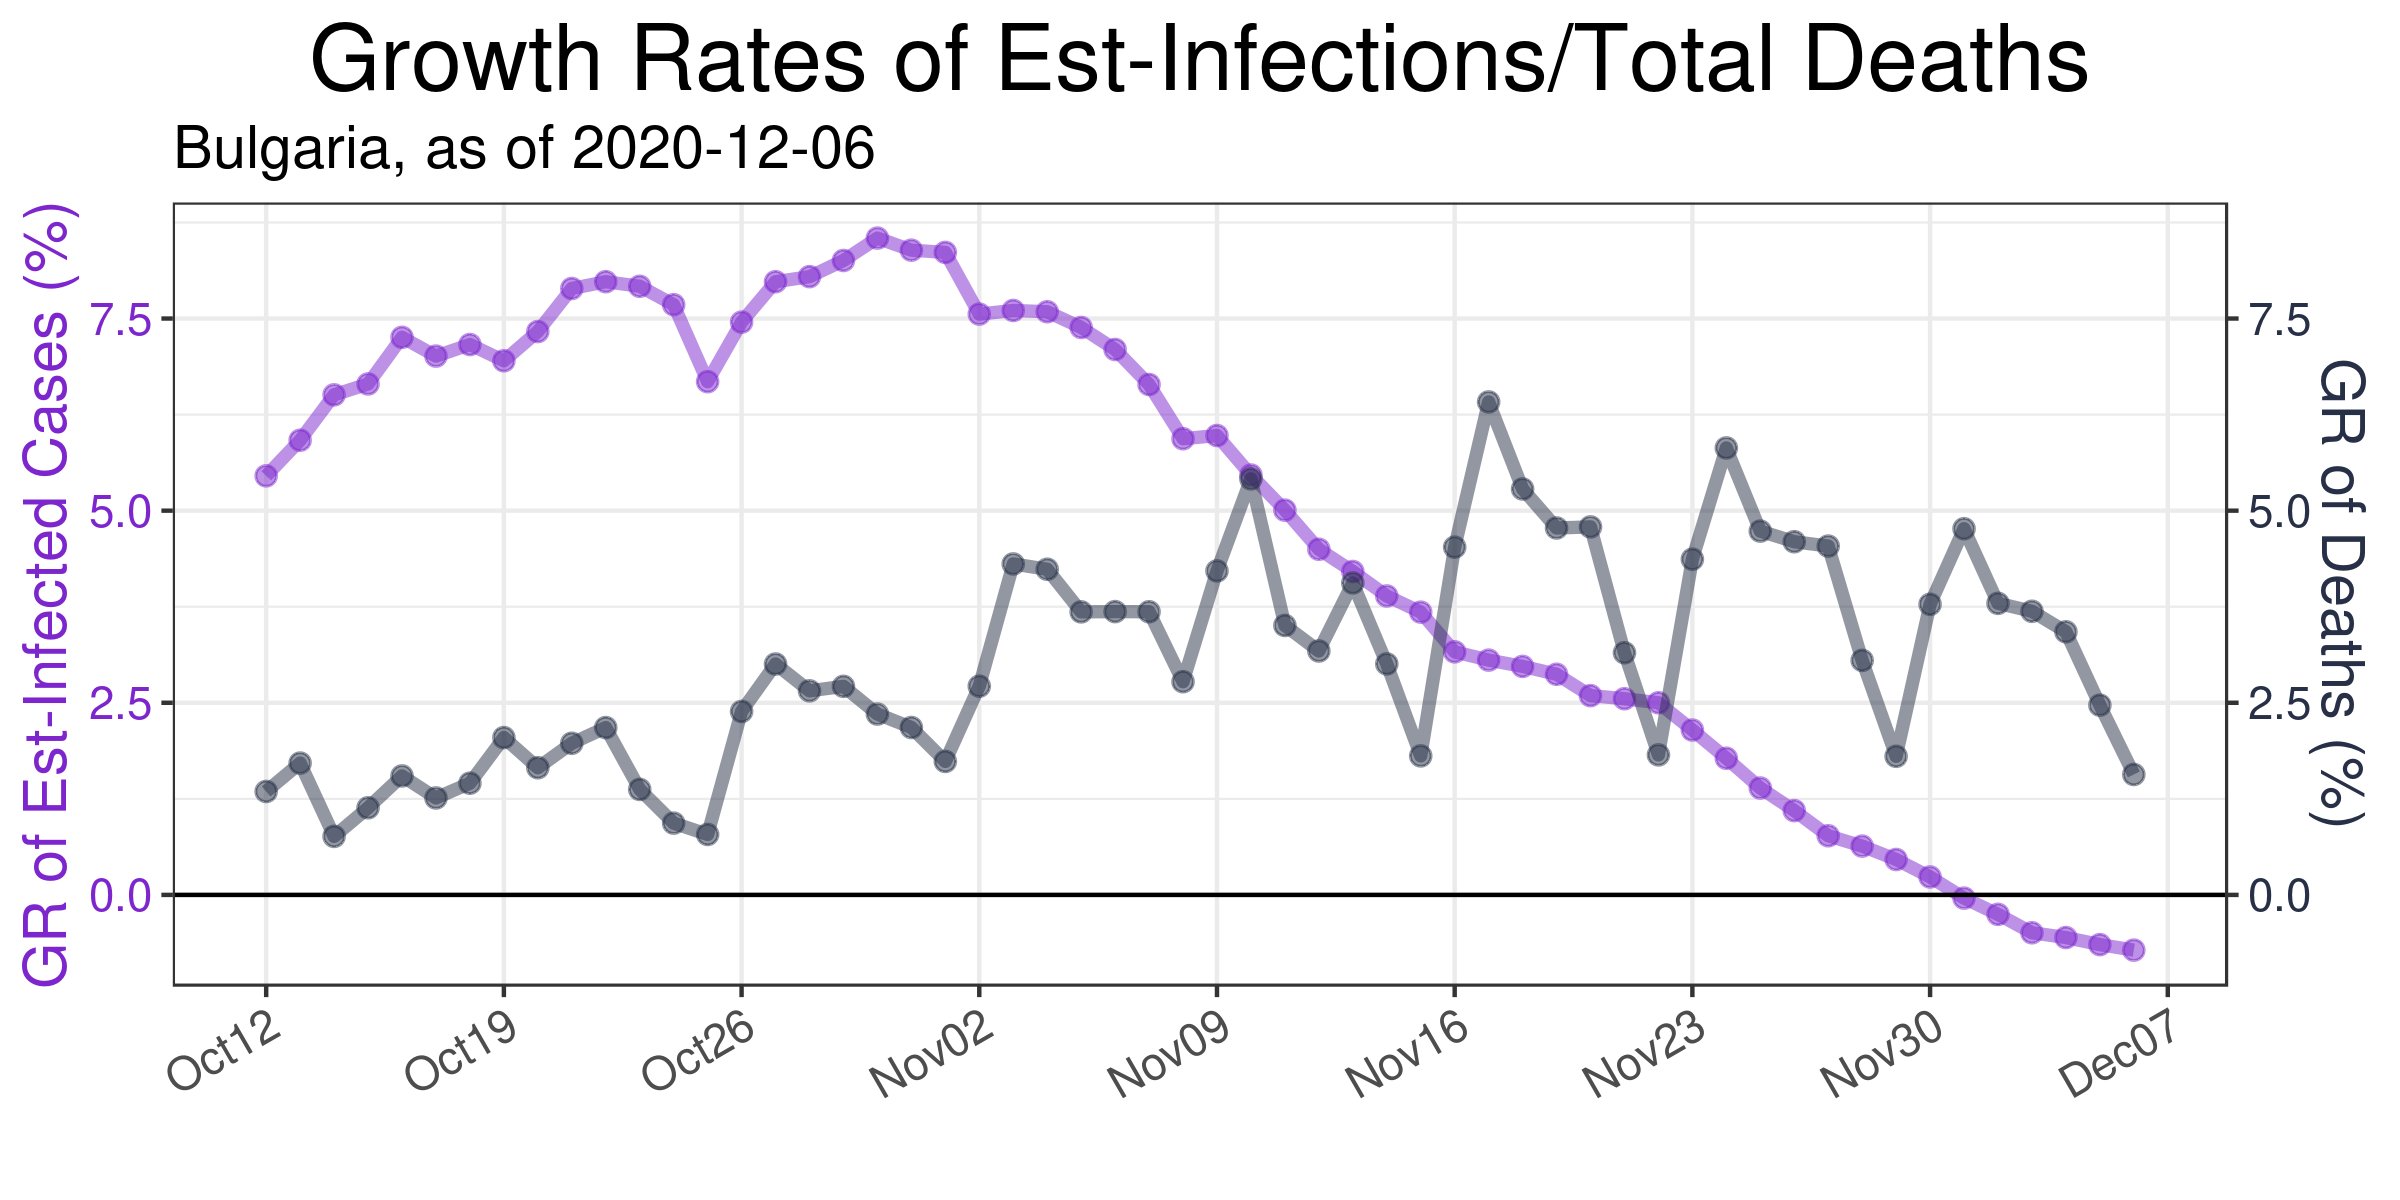 Growth Rates of Est-Infections/Total Deaths
Bulgaria, as of 2020-12-06
GR of Est-Infected Cases (%)
7.5
5.0
2.5
0.0
7.5
5.0
2.5
0.0
GR of Deaths (%)
Oct12
Oct19
Oct26
Nov02
Nov09
Nov16
Nov23
Nov30
Dec07